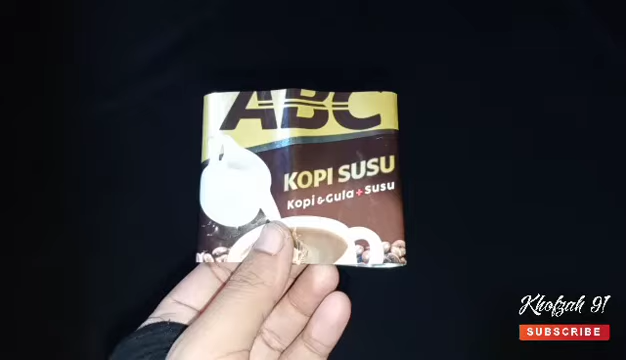 ABC
KOPI SUSU
Kopi & Gula + Susu
Khofzah 91
SUBSCRIBE